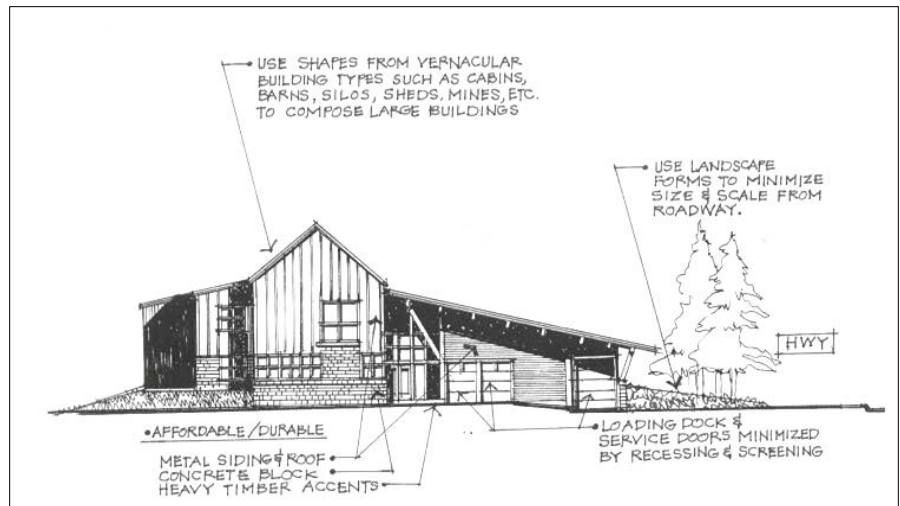 • USE SHAPES FROM VERNACULAR
BUILDING TYPES SUCH AS CABINS,
BARNS, SILOS, SHEDS, MINES, ETC.
TO COMPOSE LARGE BUILDINGS
• USE LANDSCAPE
FORMS TO MINIMIZE
SIZE & SCALE FROM
ROADWAY.
HWY
• AFFORDABLE/DURABLE
METAL SIDING & ROOF •
CONCRETE BLOCK •
HEAVY TIMBER ACCENTS •
• LOADING DOCK &
SERVICE DOORS MINIMIZED
BY RECESSING & SCREENING